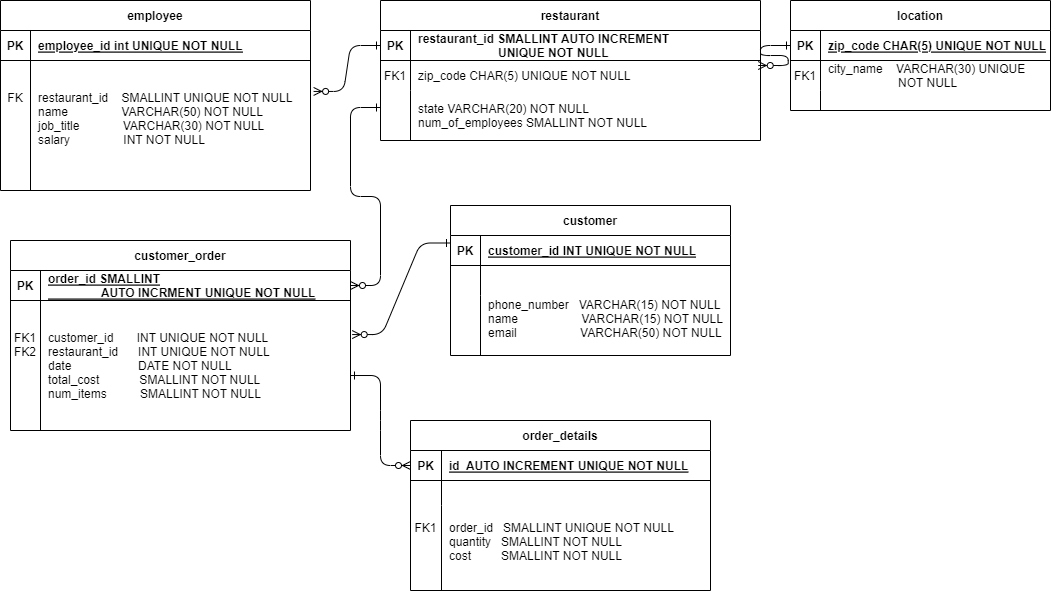 employee
PK employee_id int UNIQUE NOT NULL
FK restaurant_id SMALLINT UNIQUE NOT NULL
name VARCHAR(50) NOT NULL
job_title VARCHAR(30) NOT NULL
salary INT NOT NULL
restaurant
PK restaurant_id SMALLINT AUTO INCREMENT
UNIQUE NOT NULL
FK1 zip_code CHAR(5) UNIQUE NOT NULL
state VARCHAR(20) NOT NULL
num_of_employees SMALLINT NOT NULL
location
PK zip_code CHAR(5) UNIQUE NOT NULL
FK1 city_name VARCHAR(30) UNIQUE
NOT NULL
customer_order
PK order_id SMALLINT
AUTO INCRMENT UNIQUE NOT NULL
FK1 customer_id INT UNIQUE NOT NULL
FK2 restaurant_id INT UNIQUE NOT NULL
date DATE NOT NULL
total_cost SMALLINT NOT NULL
num_items SMALLINT NOT NULL
customer
PK customer_id INT UNIQUE NOT NULL
phone_number VARCHAR(15) NOT NULL
name VARCHAR(15) NOT NULL
email VARCHAR(50) NOT NULL
order_details
PK id AUTO INCREMENT UNIQUE NOT NULL
FK1 order_id SMALLINT UNIQUE NOT NULL
quantity SMALLINT NOT NULL
cost SMALLINT NOT NULL